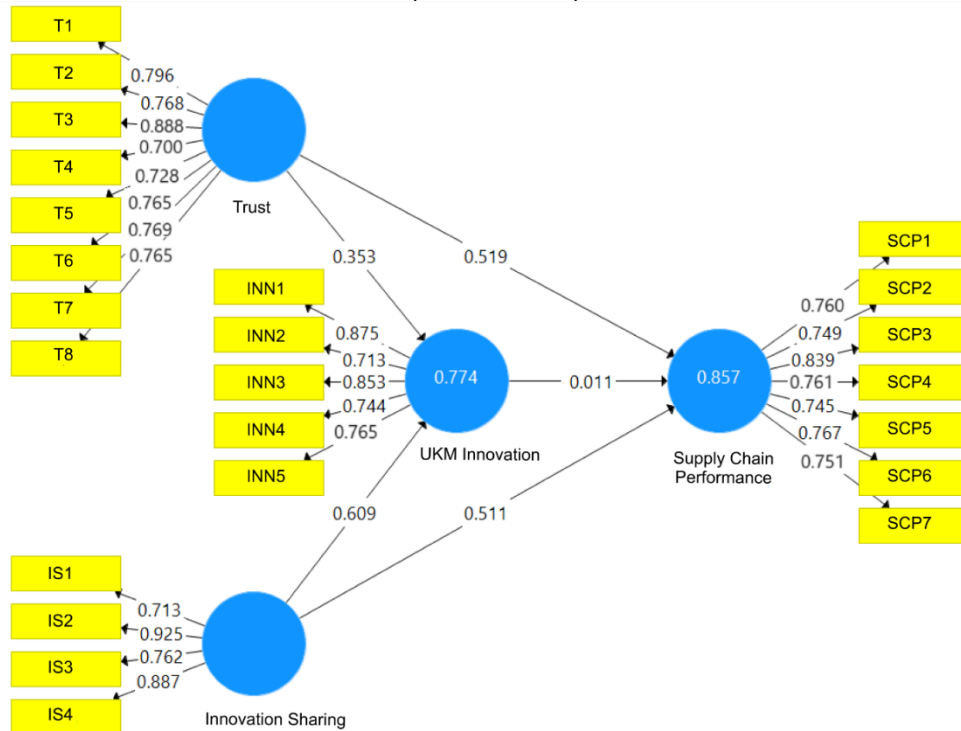 T1
T2
T3
T4
T5
T6
T7
T8
0.796
0.768
0.888
0.700
0.728
0.765
0.769
0.765
Trust
0.353
0.519
INN1
INN2
INN3
INN4
INN5
0.875
0.713
0.853
0.744
0.765
0.774
UKM Innovation
0.011
0.857
Supply Chain
Performance
0.760
0.749
0.839
0.761
0.745
0.767
0.751
SCP1
SCP2
SCP3
SCP4
SCP5
SCP6
SCP7
0.609
0.511
IS1
IS2
IS3
IS4
0.713
0.925
0.762
0.887
Innovation Sharing